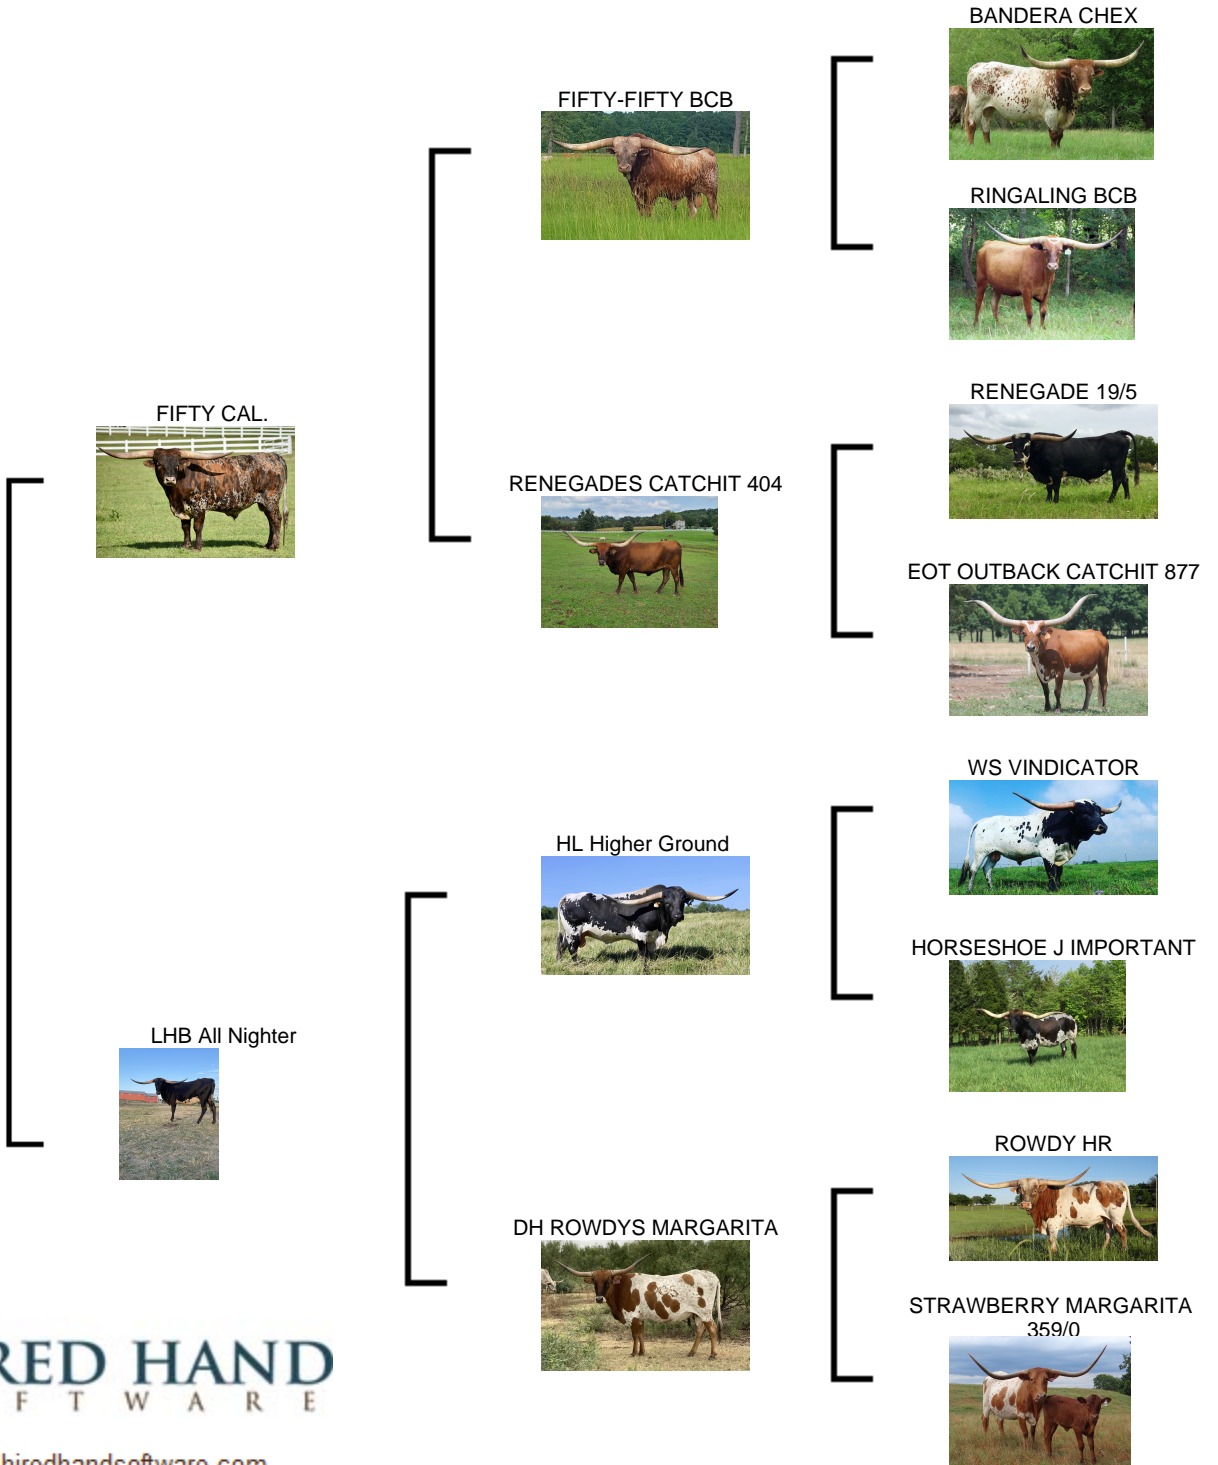 BANDERA CHEX
FIFTY-FIFTY BCB
RINGALING BCB
RENEGADE 19/5
FIFTY CAL.
RENEGADES CATCHIT 404
EOT OUTBACK CATCHIT 877
WS VINDICATOR
HL Higher Ground
HORSESHOE J IMPORTANT
LHB All Nighter
ROWDY HR
DH ROWDYS MARGARITA
STRAWBERRY MARGARITA
359/0
RED HAND
F T W A R E
hiredhandsoftware.com